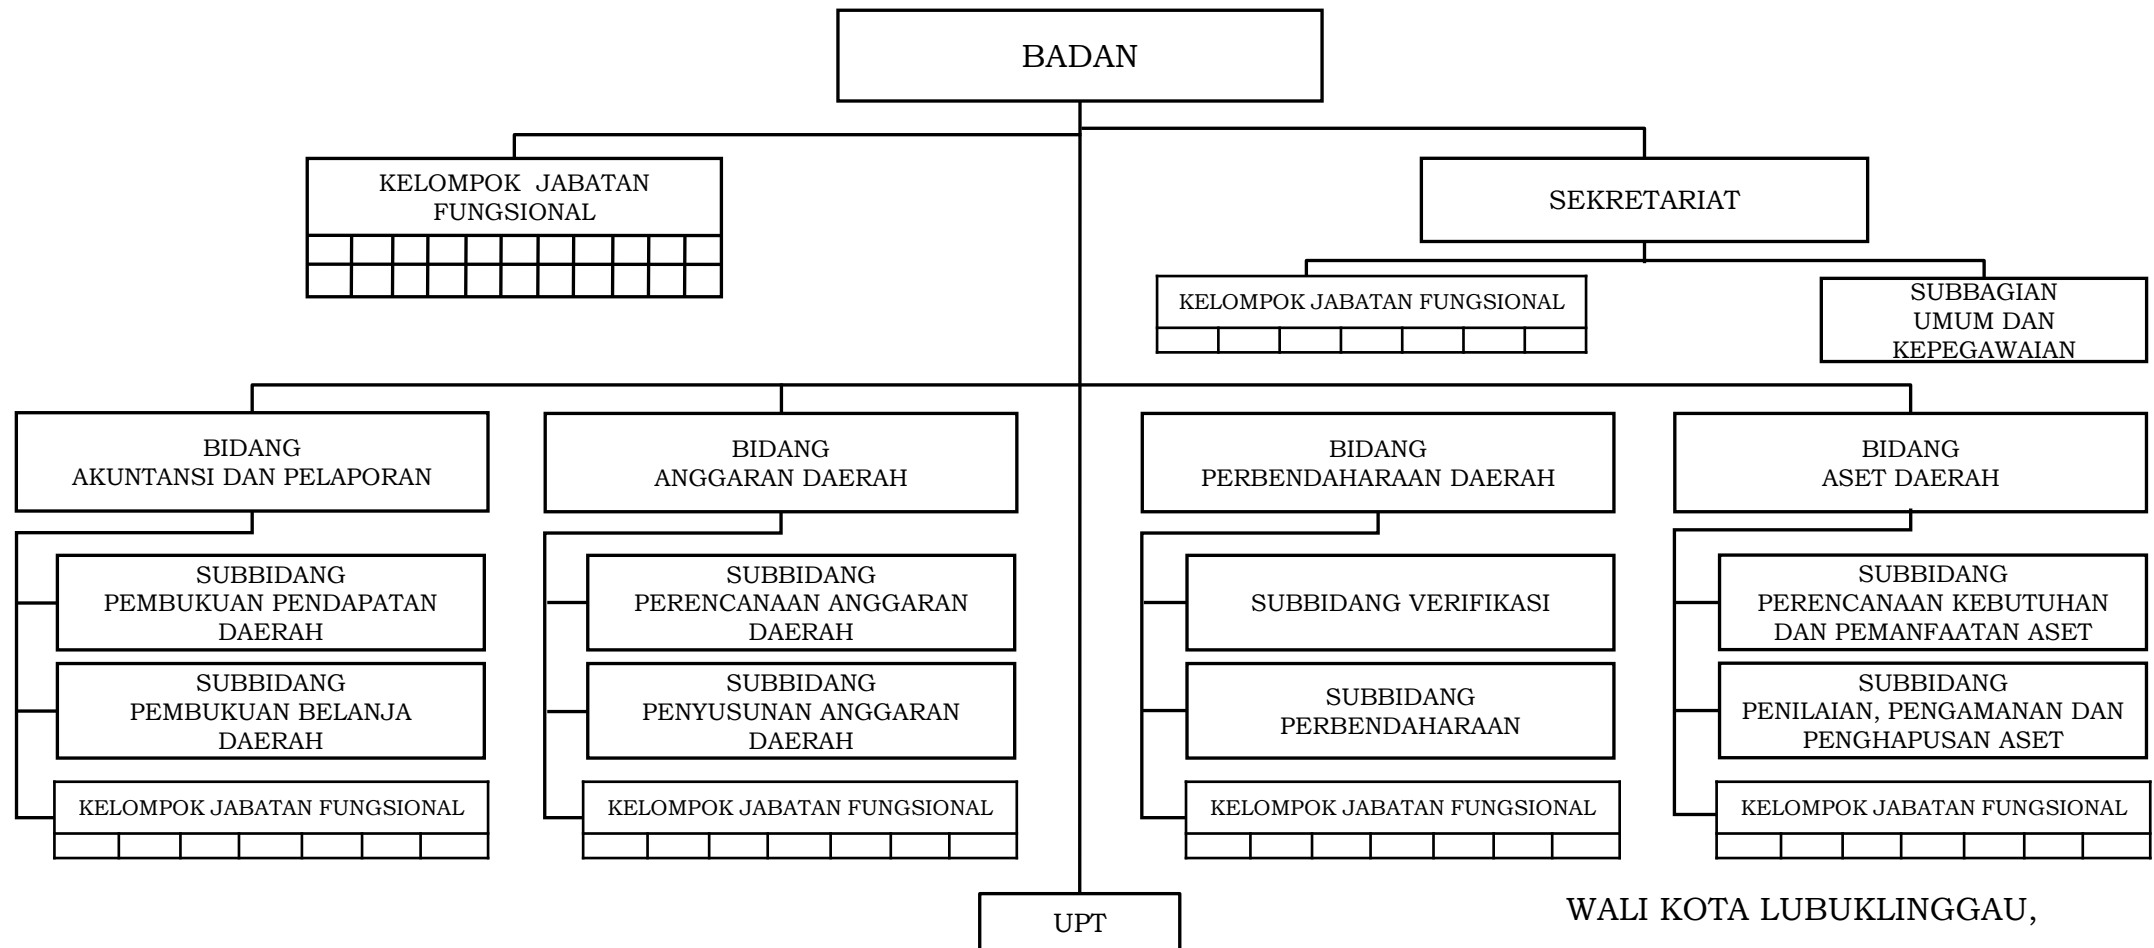 BADAN
KELOMPOK JABATAN
FUNGSIONAL
SEKRETARIAT
KELOMPOK JABATAN FUNGSIONAL
SUBBAGIAN
UMUM DAN
KEPEGAWAIAN
BIDANG
AKUNTANSI DAN PELAPORAN
BIDANG
ANGGARAN DAERAH
BIDANG
PERBENDAHARAAN DAERAH
BIDANG
ASET DAERAH
SUBBIDANG
PEMBUKUAN PENDAPATAN
DAERAH
SUBBIDANG
PERENCANAAN ANGGARAN
DAERAH
SUBBIDANG VERIFIKASI
SUBBIDANG
PERENCANAAN KEBUTUHAN
DAN PEMANFAATAN ASET
SUBBIDANG
PEMBUKUAN BELANJA
DAERAH
SUBBIDANG
PENYUSUNAN ANGGARAN
DAERAH
SUBBIDANG
PERBENDAHARAAN
SUBBIDANG
PENILAIAN, PENGAMANAN DAN
PENGHAPUSAN ASET
KELOMPOK JABATAN FUNGSIONAL
KELOMPOK JABATAN FUNGSIONAL
KELOMPOK JABATAN FUNGSIONAL
KELOMPOK JABATAN FUNGSIONAL
UPT
WALI KOTA LUBUKLINGGAU,